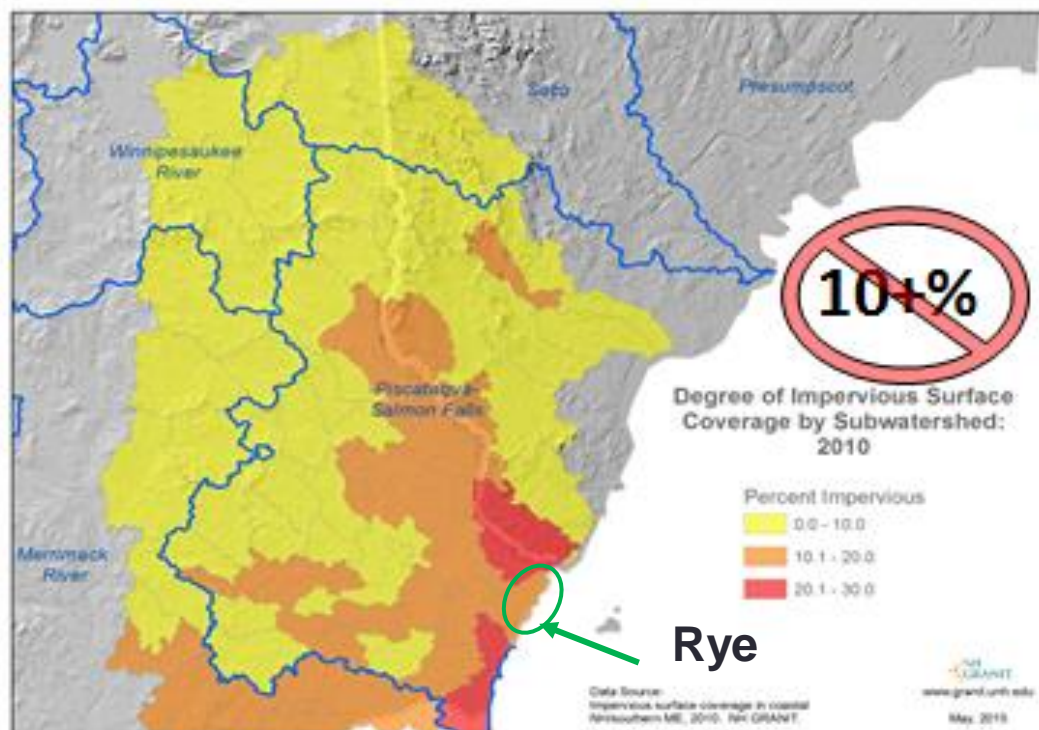 Saco
Presumpscot
Winnipesaukee
River
10+%
Piscataqua-
Salmon Falls
Degree of Impervious Surface
Coverage by Subwatershed:
2010
Percent Impervious
0.0 - 10.0
10.1 - 20.0
20.1 - 30.0
Merrimack
River
Rye
Data Source:
Impervious surface coverage in coastal
NH/southern ME, 2010. NH GRANIT.
NH
GRANIT
www.granit.unh.edu
May, 2015